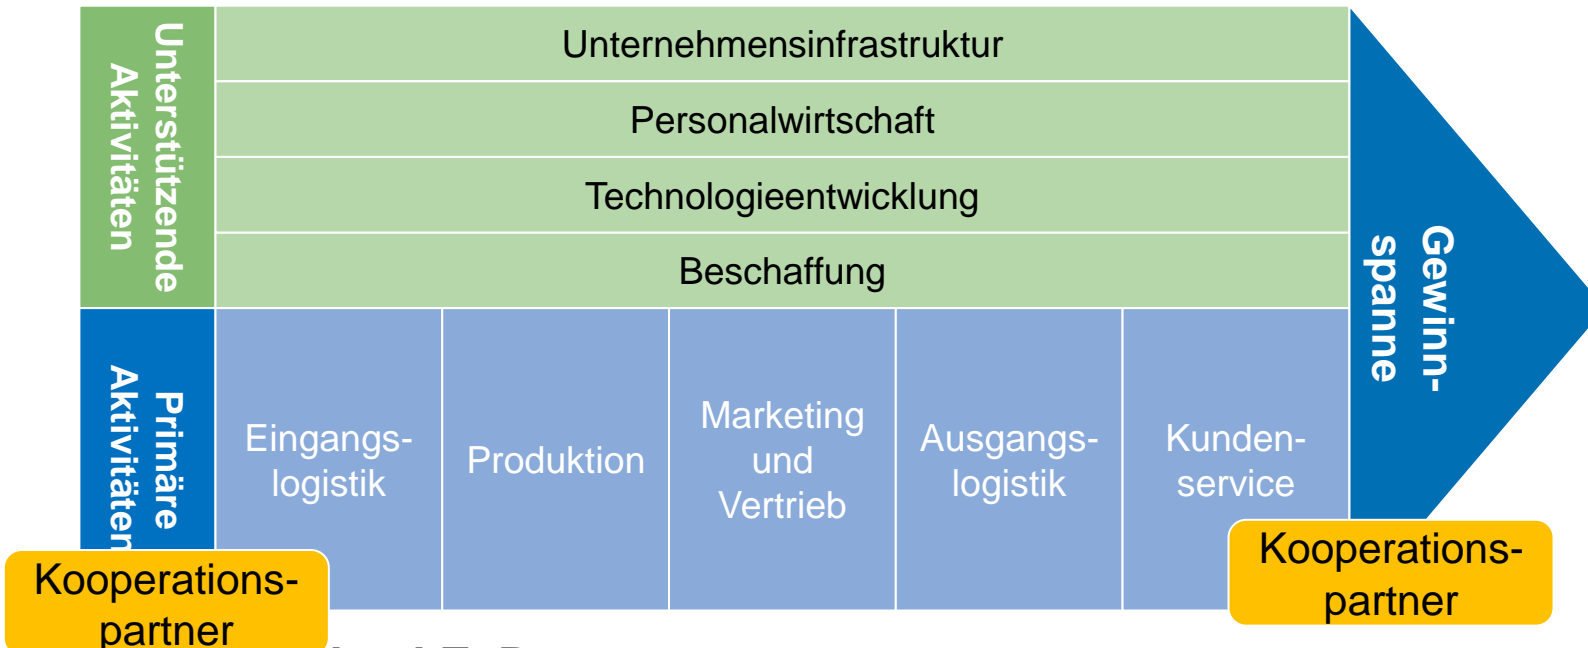 Unterstützende
Aktivitäten
Unternehmensinfrastruktur
Personalwirtschaft
Technologieentwicklung
Beschaffung
Primäre
Aktivitäten
Eingangs-
logistik
Produktion
Marketing
und
Vertrieb
Ausgangs-
logistik
Kunden-
service
Gewinn-
spanne
Kooperations-
partner
Kooperations-
partner